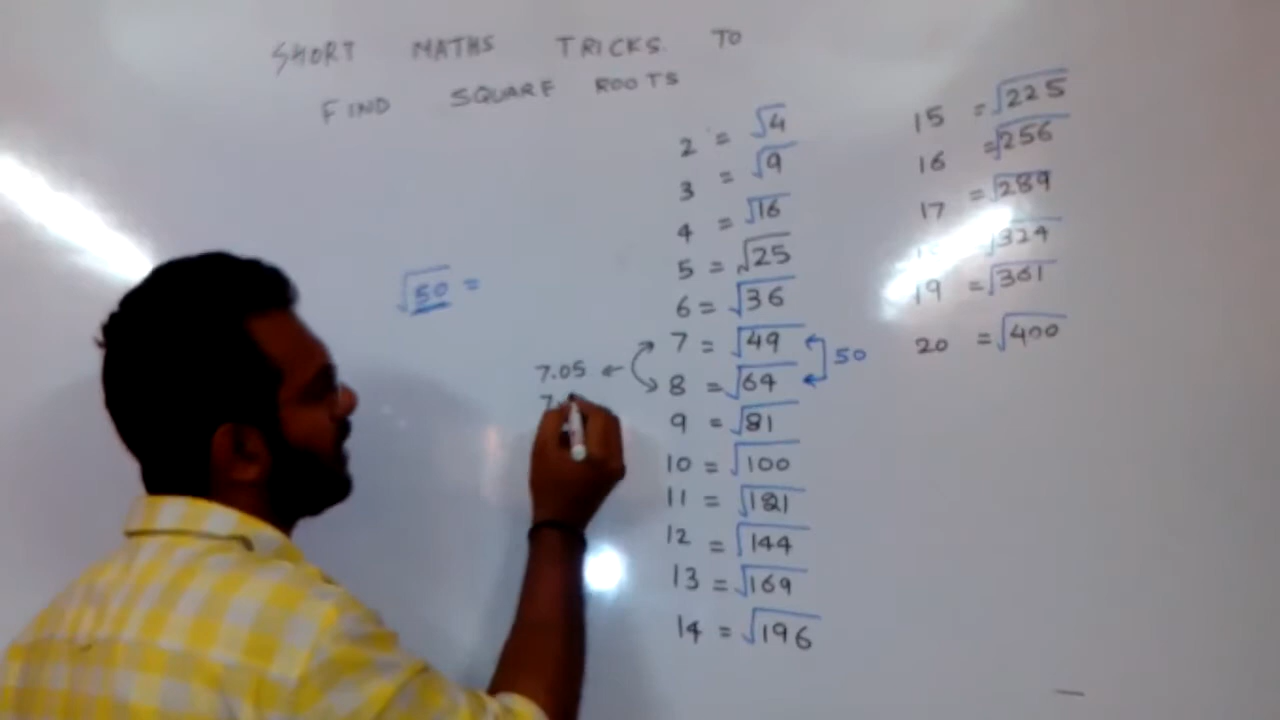 SHORT MATHS TRICKS TO
FIND SQUARE ROOTS
√50 =
7.05
2 = √4
3 = √9
4 = √16
5 = √25
6 = √36
7 = √49
8 = √64
50
9 = √81
10 = √100
11 = √121
12 = √144
13 = √169
14 = √196
15 = √225
16 = √256
17 = √289
= √324
19 = √361
20 = √400